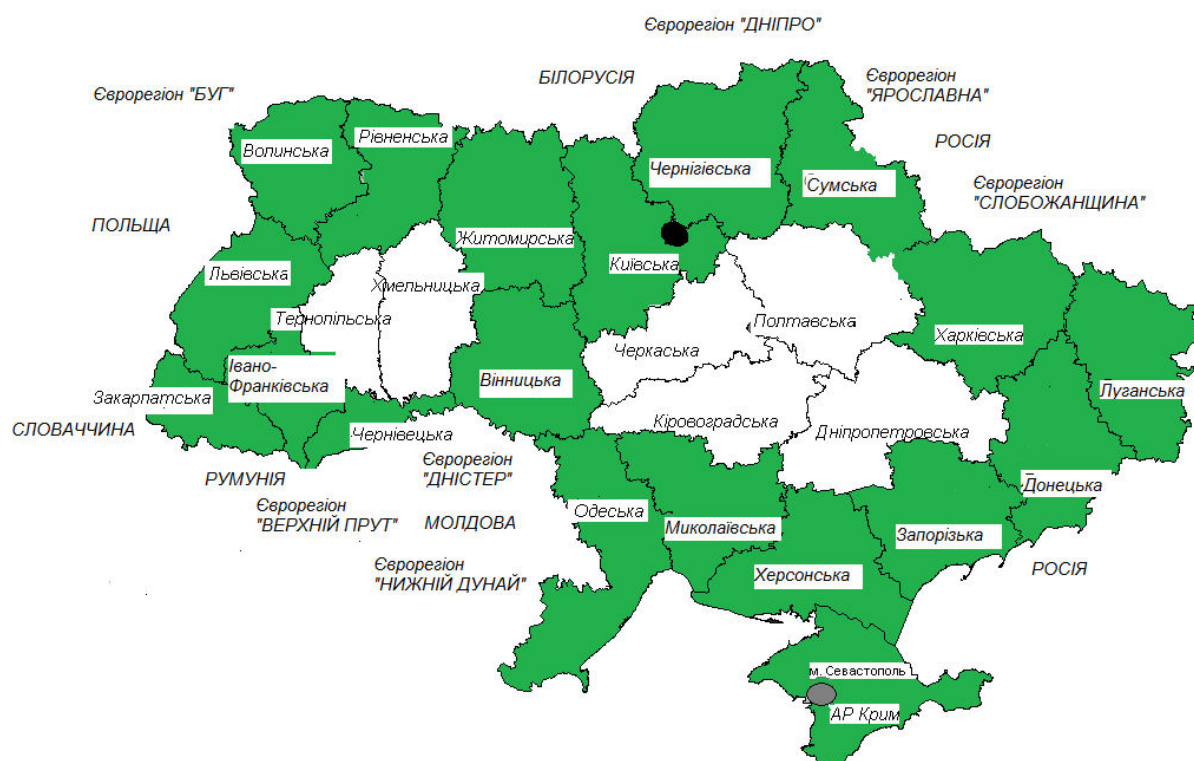 Єврорегіон "ДНІПРО"
БІЛОРУСІЯ
Єврорегіон
"ЯРОСЛАВНА"
Єврорегіон "БУГ"
РОСІЯ
Рівненська
Волинська
Чернігівська
Сумська
Єврорегіон
"СЛОБОЖАНЩИНА"
ПОЛЬЩА
Житомирська
Київська
Львівська
Хмельницька
Тернопільська
Полтавська
Харківська
Черкаська
Івано-
Франківська
Вінницька
Закарпатська
Луганська
СЛОВАЧЧИНА
Чернівецька
Кіровоградська
Дніпропетровська
Єврорегіон
"ДНІСТЕР"
РУМУНІЯ
Донецька
Єврорегіон
"ВЕРХНІЙ ПРУТ"
МОЛДОВА
Одеська
Миколаївська
Запорізька
Єврорегіон
"НИЖНІЙ ДУНАЙ"
Херсонська
РОСІЯ
м. Севастополь
АР Крим